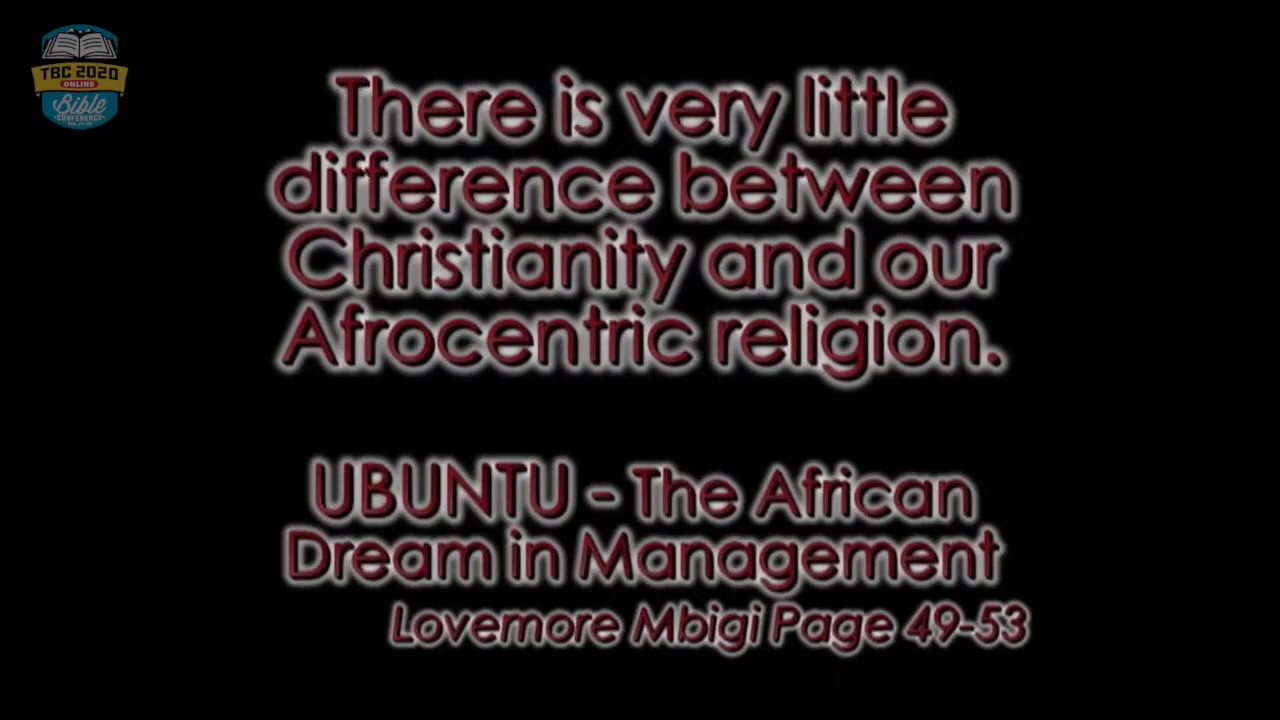 TBC 2020
ONLINE
Bible
CONFERENCE
There is very little
difference between
Christianity and our
Afrocentric religion.
UBUNTU - The African
Dream in Management
Lovemore Mbigi Page 49-53